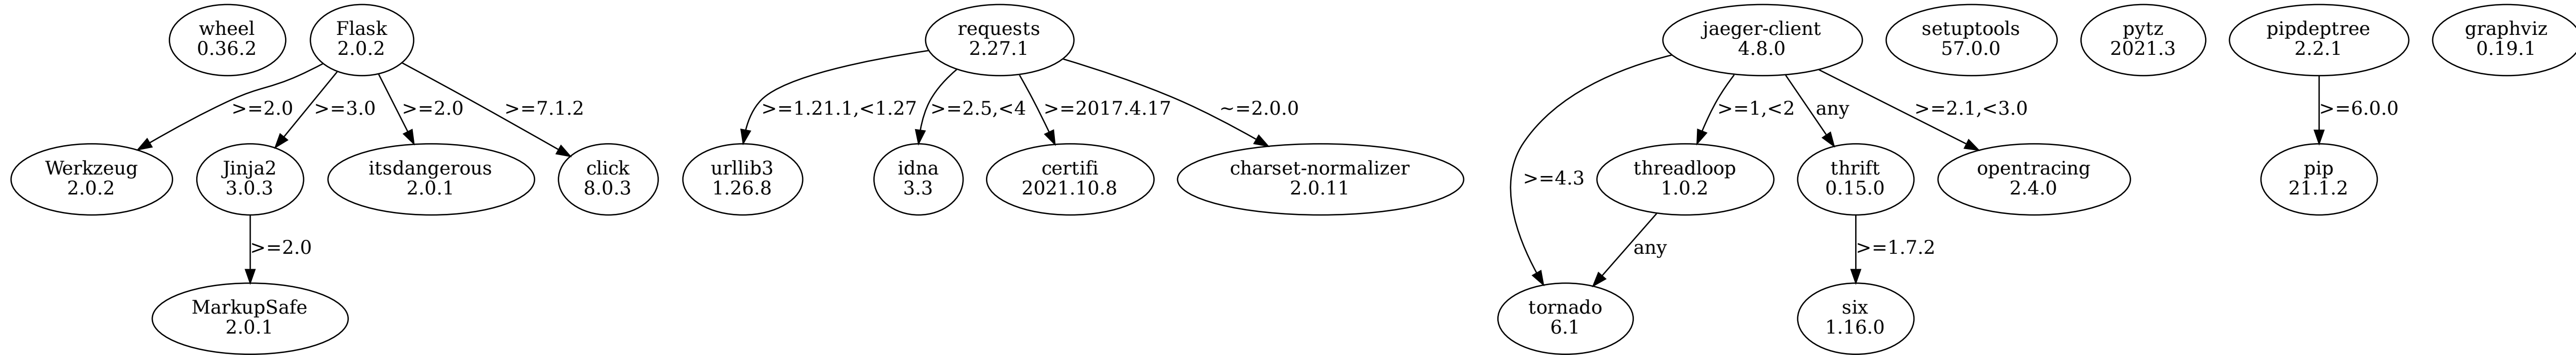 wheel
0.36.2
Flask
2.0.2
requests
2.27.1
jaeger-client
4.8.0
setuptools
57.0.0
pytz
2021.3
pipdeptree
2.2.1
graphviz
0.19.1
>=2.0
>=3.0
>=2.0
>=7.1.2
>=1.21.1,<1.27
>=2.5,<4
>=2017.4.17
~=2.0.0
>=1,<2
any
>=2.1,<3.0
>=6.0.0
Werkzeug
2.0.2
Jinja2
3.0.3
itsdangerous
2.0.1
click
8.0.3
urllib3
1.26.8
idna
3.3
certifi
2021.10.8
charset-normalizer
2.0.11
>=4.3
threadloop
1.0.2
thrift
0.15.0
opentracing
2.4.0
pip
21.1.2
>=2.0
any
>=1.7.2
MarkupSafe
2.0.1
tornado
6.1
six
1.16.0